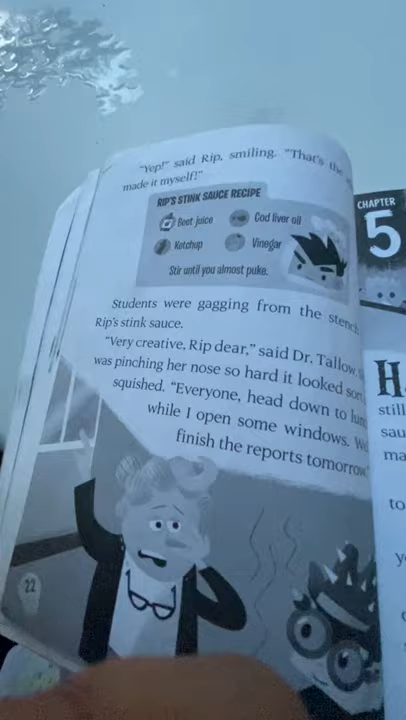 "Yep!" said Rip, smiling. "That's the
made it myself!"
RIP'S STINK SAUCE RECIPE
Beet juice
Cod liver oil
Ketchup
Vinegar
Stir until you almost puke.
Students were gagging from the stench
Rip's stink sauce.
"Very creative, Rip dear," said Dr. Tallow
was pinching her nose so hard it looked
squished. "Everyone, head down to
while I open some windows.
finish the reports tomorrow
22
CHAPTER
5
H
still
sau
ma
to